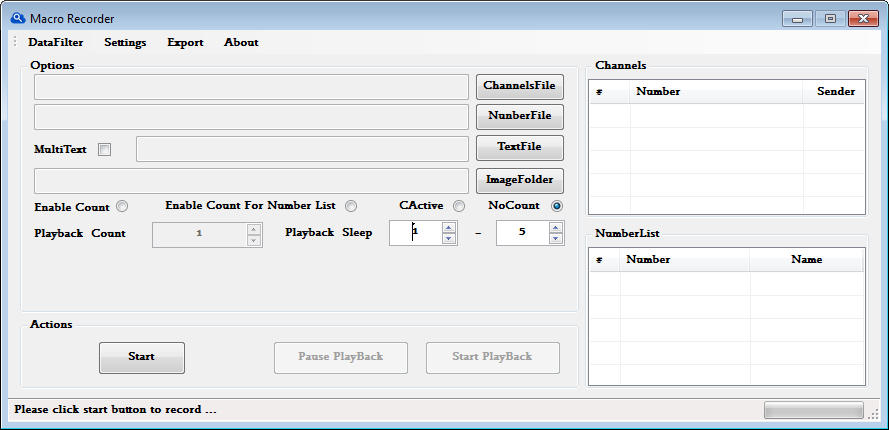 Macro Recorder
DataFilter Settings Export About
Options
ChannelsFile
NunberFile
MultiText TextFile
ImageFolder
Enable Count Enable Count For Number List CActive NoCount
Playback Count 1 Playback Sleep 1 - 5
Actions
Start Pause PlayBack Start PlayBack
Channels
# Number Sender
NumberList
# Number Name
Please click start button to record ...